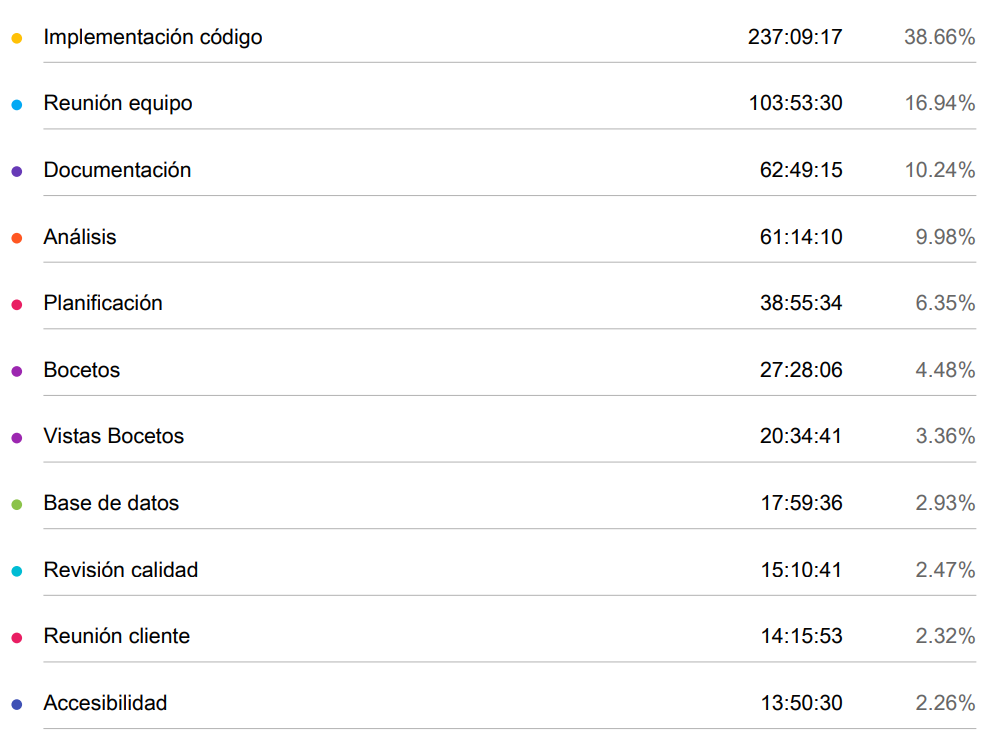 Implementación código 237:09:17 38.66%
Reunión equipo 103:53:30 16.94%
Documentación 62:49:15 10.24%
Análisis 61:14:10 9.98%
Planificación 38:55:34 6.35%
Bocetos 27:28:06 4.48%
Vistas Bocetos 20:34:41 3.36%
Base de datos 17:59:36 2.93%
Revisión calidad 15:10:41 2.47%
Reunión cliente 14:15:53 2.32%
Accesibilidad 13:50:30 2.26%